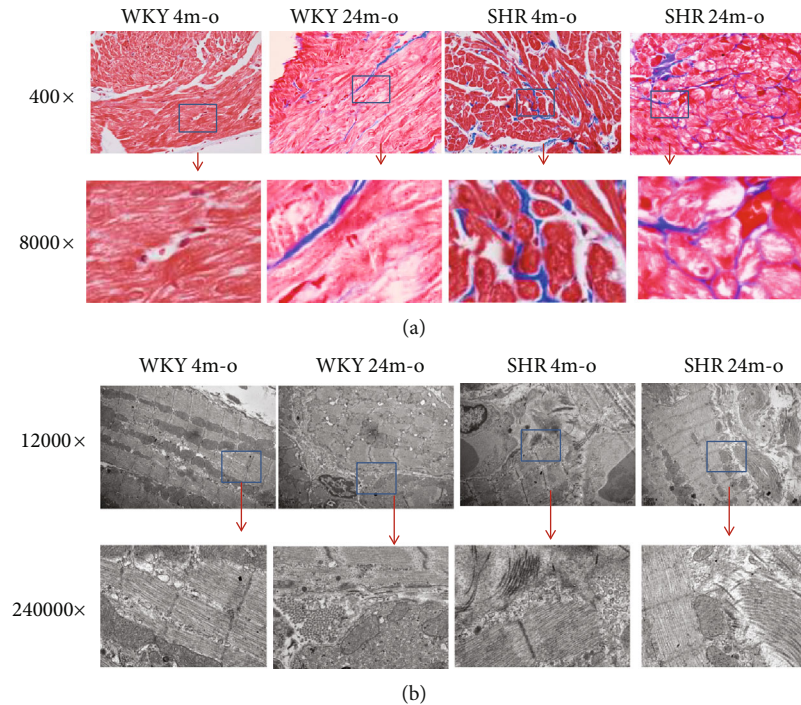 WKY 4m-o WKY 24m-o SHR 4m-o SHR 24m-o
400×
8000×
(a)
WKY 4m-o WKY 24m-o SHR 4m-o SHR 24m-o
12000×
240000×
(b)